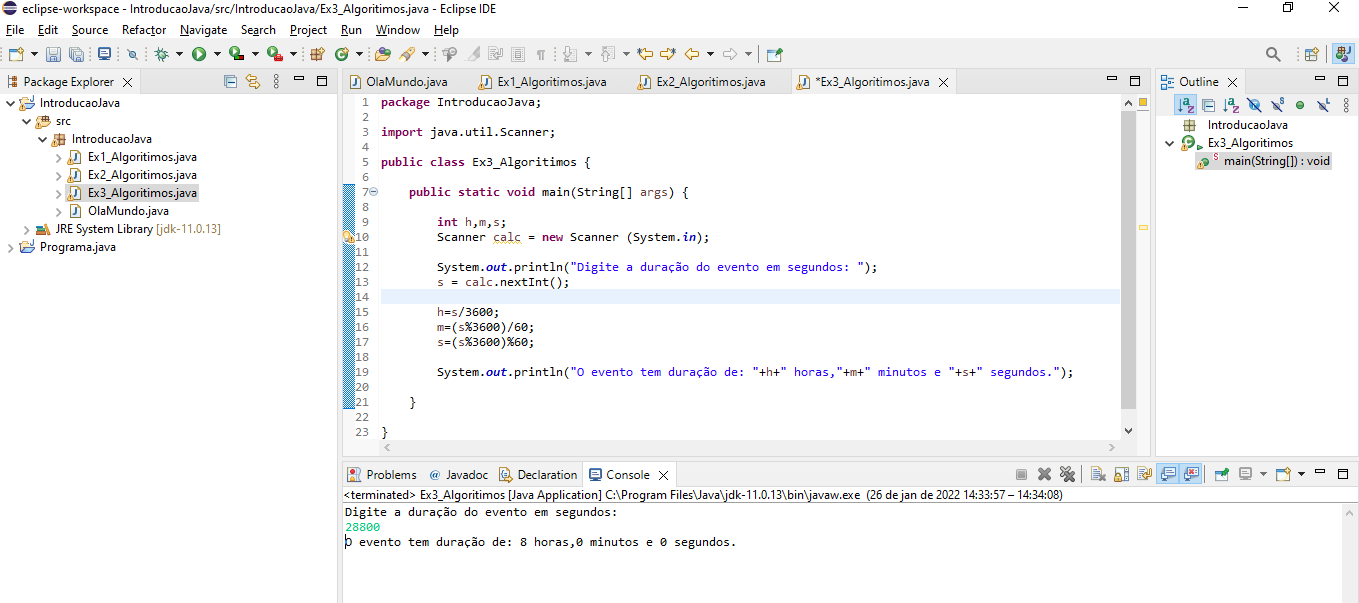 eclipse-workspace - IntroducaoJava/src/IntroducaoJava/Ex3_Algoritimos.java - Eclipse IDE
File Edit Source Refactor Navigate Search Project Run Window Help
Package Explorer
IntroducaoJava
src
IntroducaoJava
Ex1_Algoritimos.java
Ex2_Algoritimos.java
Ex3_Algoritimos.java
OlaMundo.java
JRE System Library [jdk-11.0.13]
Programa.java
OlaMundo.java Ex1_Algoritimos.java Ex2_Algoritimos.java *Ex3_Algoritimos.java
1 package IntroducaoJava;
2
3 import java.util.Scanner;
4
5 public class Ex3_Algoritimos {
6
7 public static void main(String[] args) {
8
9 int h,m,s;
10 Scanner calc = new Scanner (System.in);
11
12 System.out.println("Digite a duração do evento em segundos: ");
13 s = calc.nextInt();
14
15 h=s/3600;
16 m=(s%3600)/60;
17 s=(s%3600)%60;
18
19 System.out.println("O evento tem duração de: "+h+" horas,"+m+" minutos e "+s+" segundos.");
20
21 }
22
23 }
Outline
IntroducaoJava
Ex3_Algoritimos
main(String[]) : void
Problems Javadoc Declaration Console
<terminated> Ex3_Algoritimos [Java Application] C:\Program Files\Java\jdk-11.0.13\bin\javaw.exe (26 de jan de 2022 14:33:57 – 14:34:08)
Digite a duração do evento em segundos:
28800
O evento tem duração de: 8 horas,0 minutos e 0 segundos.